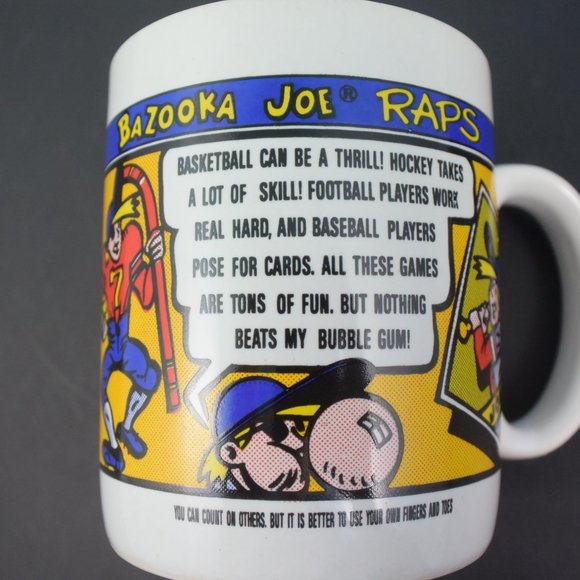 BAZOOKA JOE® RAPS
BASKETBALL CAN BE A THRILL! HOCKEY TAKES
A LOT OF SKILL! FOOTBALL PLAYERS WORK
REAL HARD, AND BASEBALL PLAYERS
POSE FOR CARDS. ALL THESE GAMES
ARE TONS OF FUN. BUT NOTHING
BEATS MY BUBBLE GUM!
7
YOU CAN COUNT ON OTHERS. BUT IT IS BETTER TO USE YOUR OWN FINGERS AND TOES